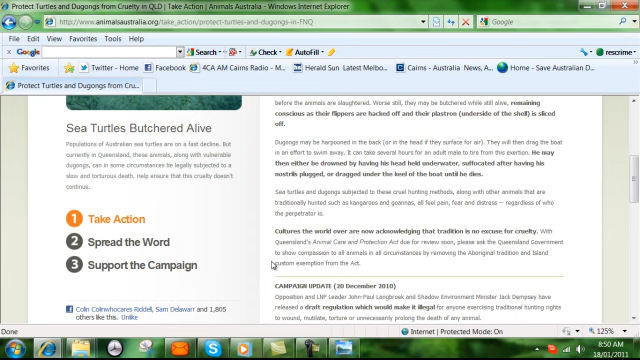 Protect Turtles and Dugongs from Cruelty in QLD | Take Action | Animals Australia - Windows Internet Explorer
http://www.animalsaustralia.org/take_action/protect-turtles-and-dugongs-in-FNQ
Google
File Edit View Favorites Tools Help
Google Search Check AutoFill rescrime
Favorites Twitter - Home Facebook 4CA AM Cairns Radio - M... Herald Sun Latest Melbo... Cairns - Australia News, A... Home - Save Australian D...
Protect Turtles and Dugongs from Cru...
Sea Turtles Butchered Alive
Populations of Australian sea turtles are on a fast decline. But
currently in Queensland, these animals, along with vulnerable
dugongs, can in some circumstances be legally subjected to a
slow and torturous death. Help ensure that this cruelty doesn't
continue.
1 Take Action
2 Spread the Word
3 Support the Campaign
Colin Colinwhocares Riddell, Sam Delawarr and 1,805
others like this. Unlike
before the animals are slaughtered. Worse still, they may be butchered while still alive, remaining
conscious as their flippers are hacked off and their plastron (underside of the shell) is sliced
off.
Dugongs may be harpooned in the back (or in the head if they surface for air). They will then drag the boat
in an effort to swim away. It can take several hours for an adult male to tire from this exertion. He may
then either be drowned by having his head held underwater, suffocated after having his
nostrils plugged, or dragged under the keel of the boat until he dies.
Sea turtles and dugongs subjected to these cruel hunting methods, along with other animals that are
traditionally hunted such as kangaroos and goannas, all feel pain, fear and distress – regardless of who
the perpetrator is.
Cultures the world over are now acknowledging that tradition is no excuse for cruelty. With
Queensland's Animal Care and Protection Act due for review soon, please ask the Queensland Government
to show compassion to all animals in all circumstances by removing the Aboriginal tradition and Island
custom exemption from the Act.
CAMPAIGN UPDATE (20 December 2010)
Opposition and LNP Leader John-Paul Langbroek and Shadow Environment Minister Jack Dempsey have
released a draft regulation which would make it illegal for anyone exercising traditional hunting rights
to wound, mutilate, torture or unnecessarily prolong the death of any animal.
Done Internet | Protected Mode: On 125%
8:50 AM
18/01/2011